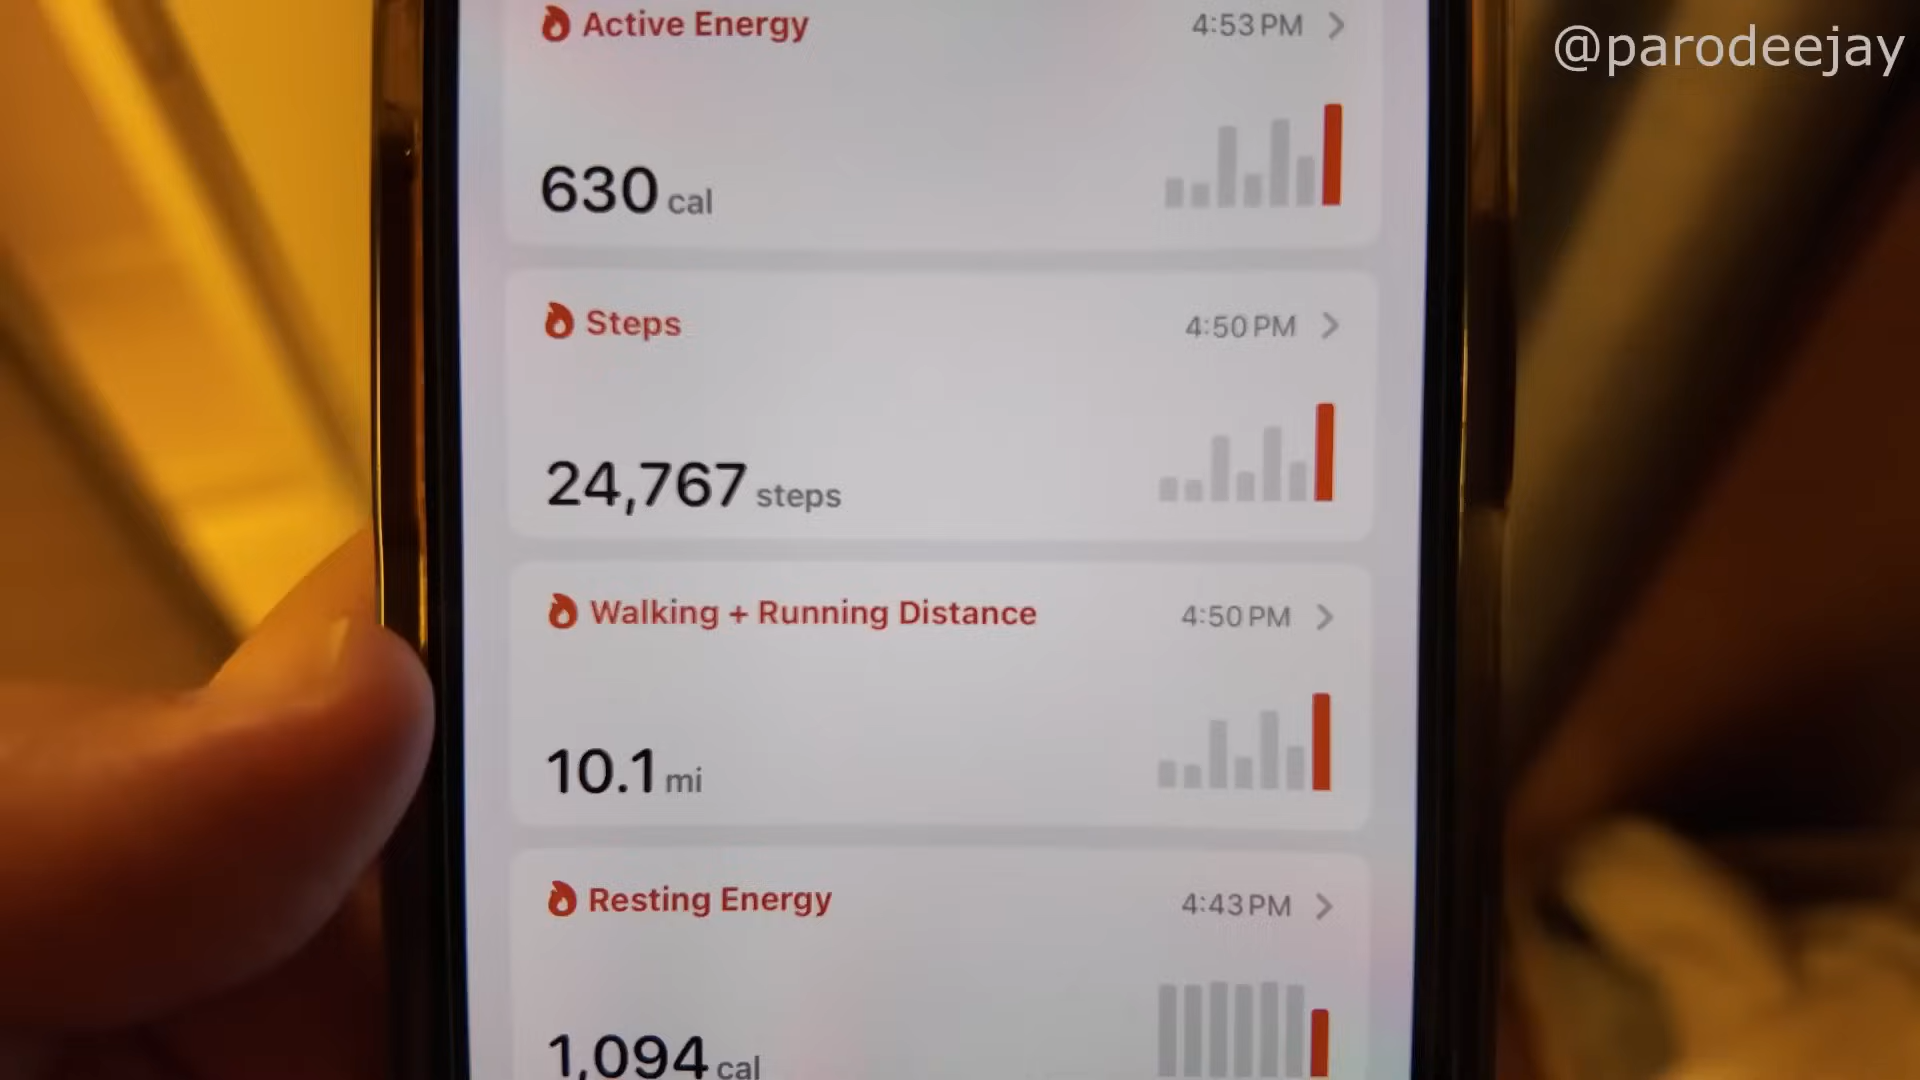 @parodeejay
Active Energy 4:53 PM
630 cal
Steps 4:50 PM
24,767 steps
Walking + Running Distance 4:50 PM
10.1 mi
Resting Energy 4:43 PM
1,094 cal